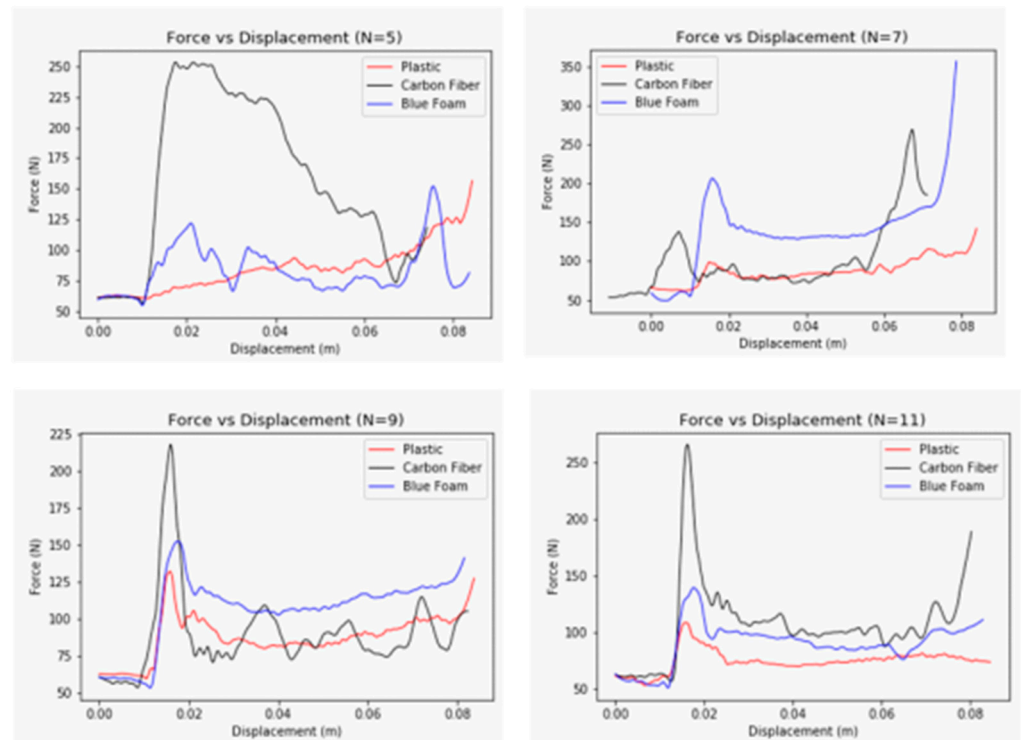 Force vs Displacement (N=5)
250
225
200
175
150
125
100
75
50
Force (N)
0.00 0.02 0.04 0.06 0.08
Displacement (m)
Plastic
Carbon Fiber
Blue Foam
Force vs Displacement (N=7)
350
300
250
200
150
100
50
Force (N)
0.00 0.02 0.04 0.06 0.08
Displacement (m)
Plastic
Carbon Fiber
Blue Foam
Force vs Displacement (N=9)
225
200
175
150
125
100
75
50
Force (N)
0.00 0.02 0.04 0.06 0.08
Displacement (m)
Plastic
Carbon Fiber
Blue Foam
Force vs Displacement (N=11)
250
200
150
100
50
Force (N)
0.00 0.02 0.04 0.06 0.08
Displacement (m)
Plastic
Carbon Fiber
Blue Foam